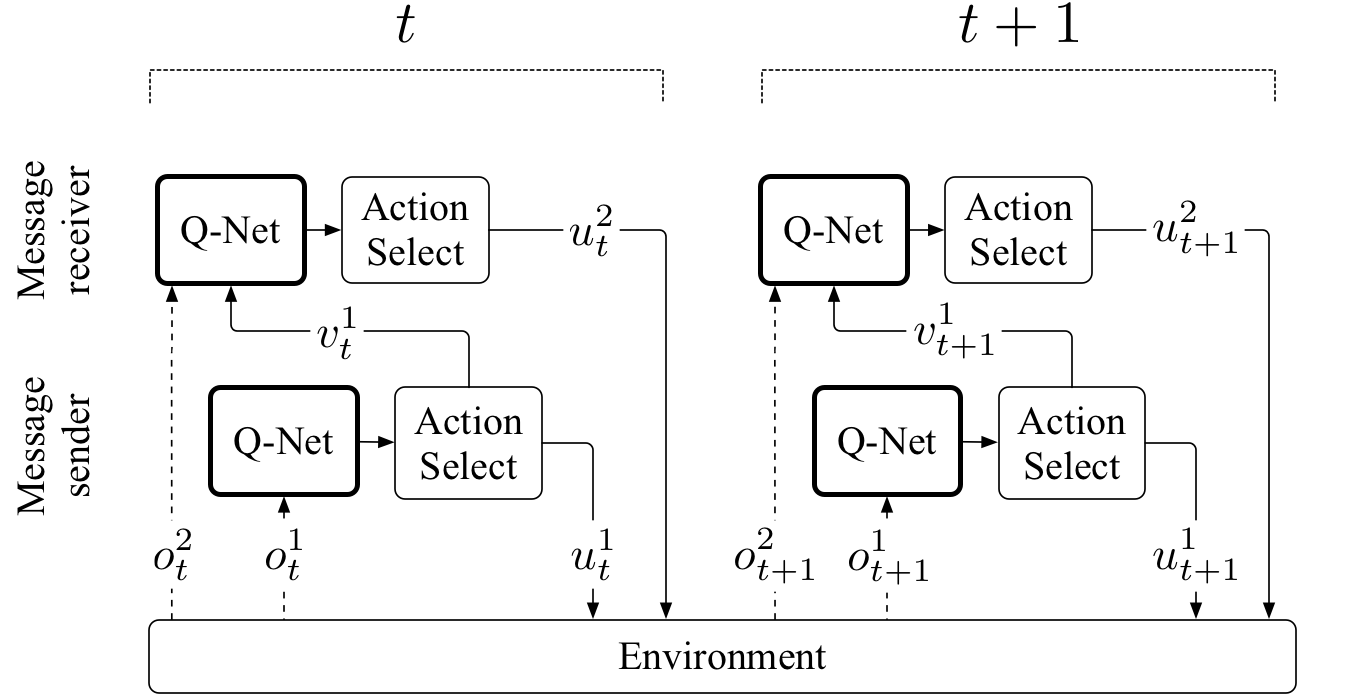 t
t + 1
Message
receiver
Q-Net
Action
Select
u_t^2
Q-Net
Action
Select
u_{t+1}^2
v_t^1
v_{t+1}^1
Message
sender
Q-Net
Action
Select
Q-Net
Action
Select
o_t^2
o_t^1
u_t^1
o_{t+1}^2
o_{t+1}^1
u_{t+1}^1
Environment